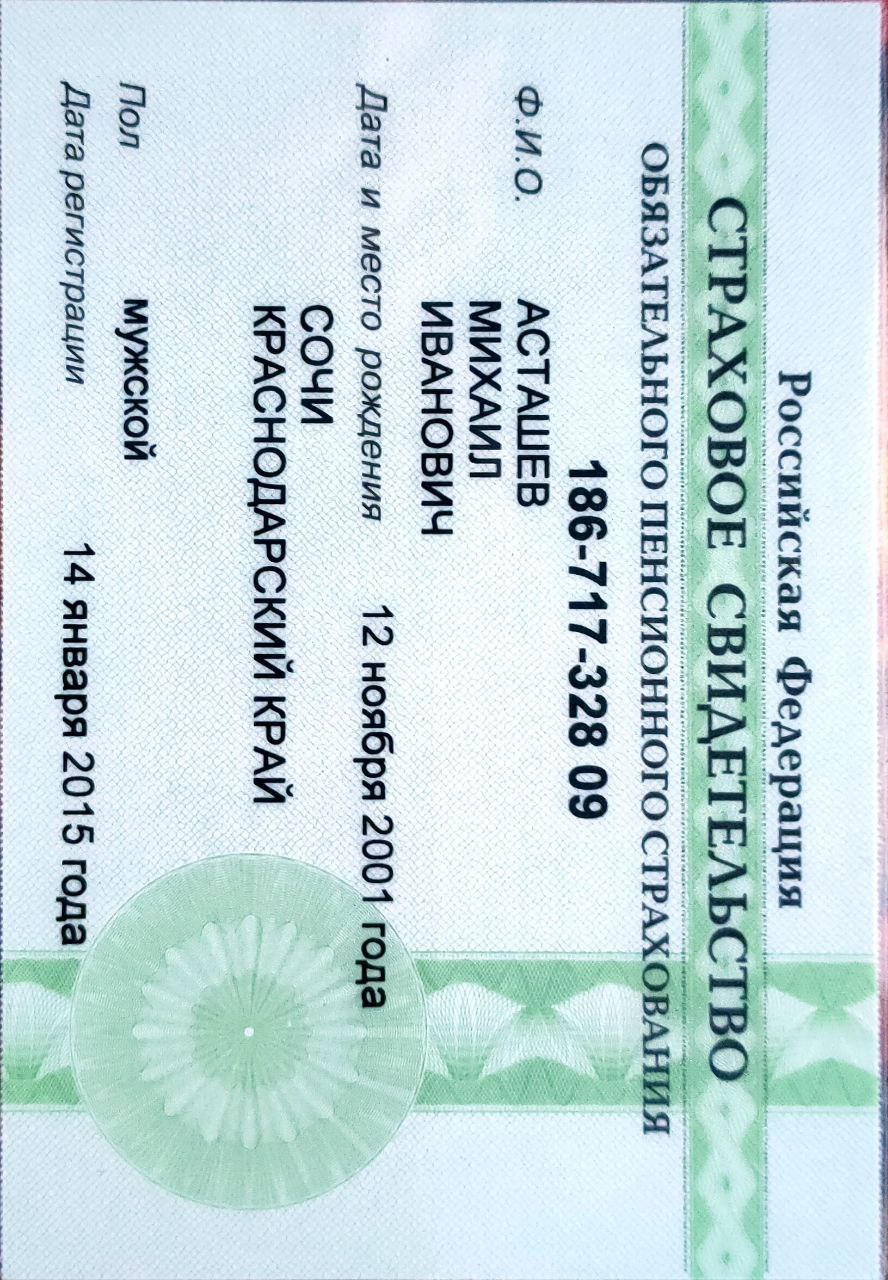 Российская Федерация
СТРАХОВОЕ СВИДЕТЕЛЬСТВО
ОБЯЗАТЕЛЬНОГО ПЕНСИОННОГО СТРАХОВАНИЯ
186-717-328 09
Ф.И.О. АСТАШЕВ
МИХАИЛ
ИВАНОВИЧ
Дата и место рождения 12 ноября 2001 года
СОЧИ
КРАСНОДАРСКИЙ КРАЙ
Пол мужской
Дата регистрации 14 января 2015 года